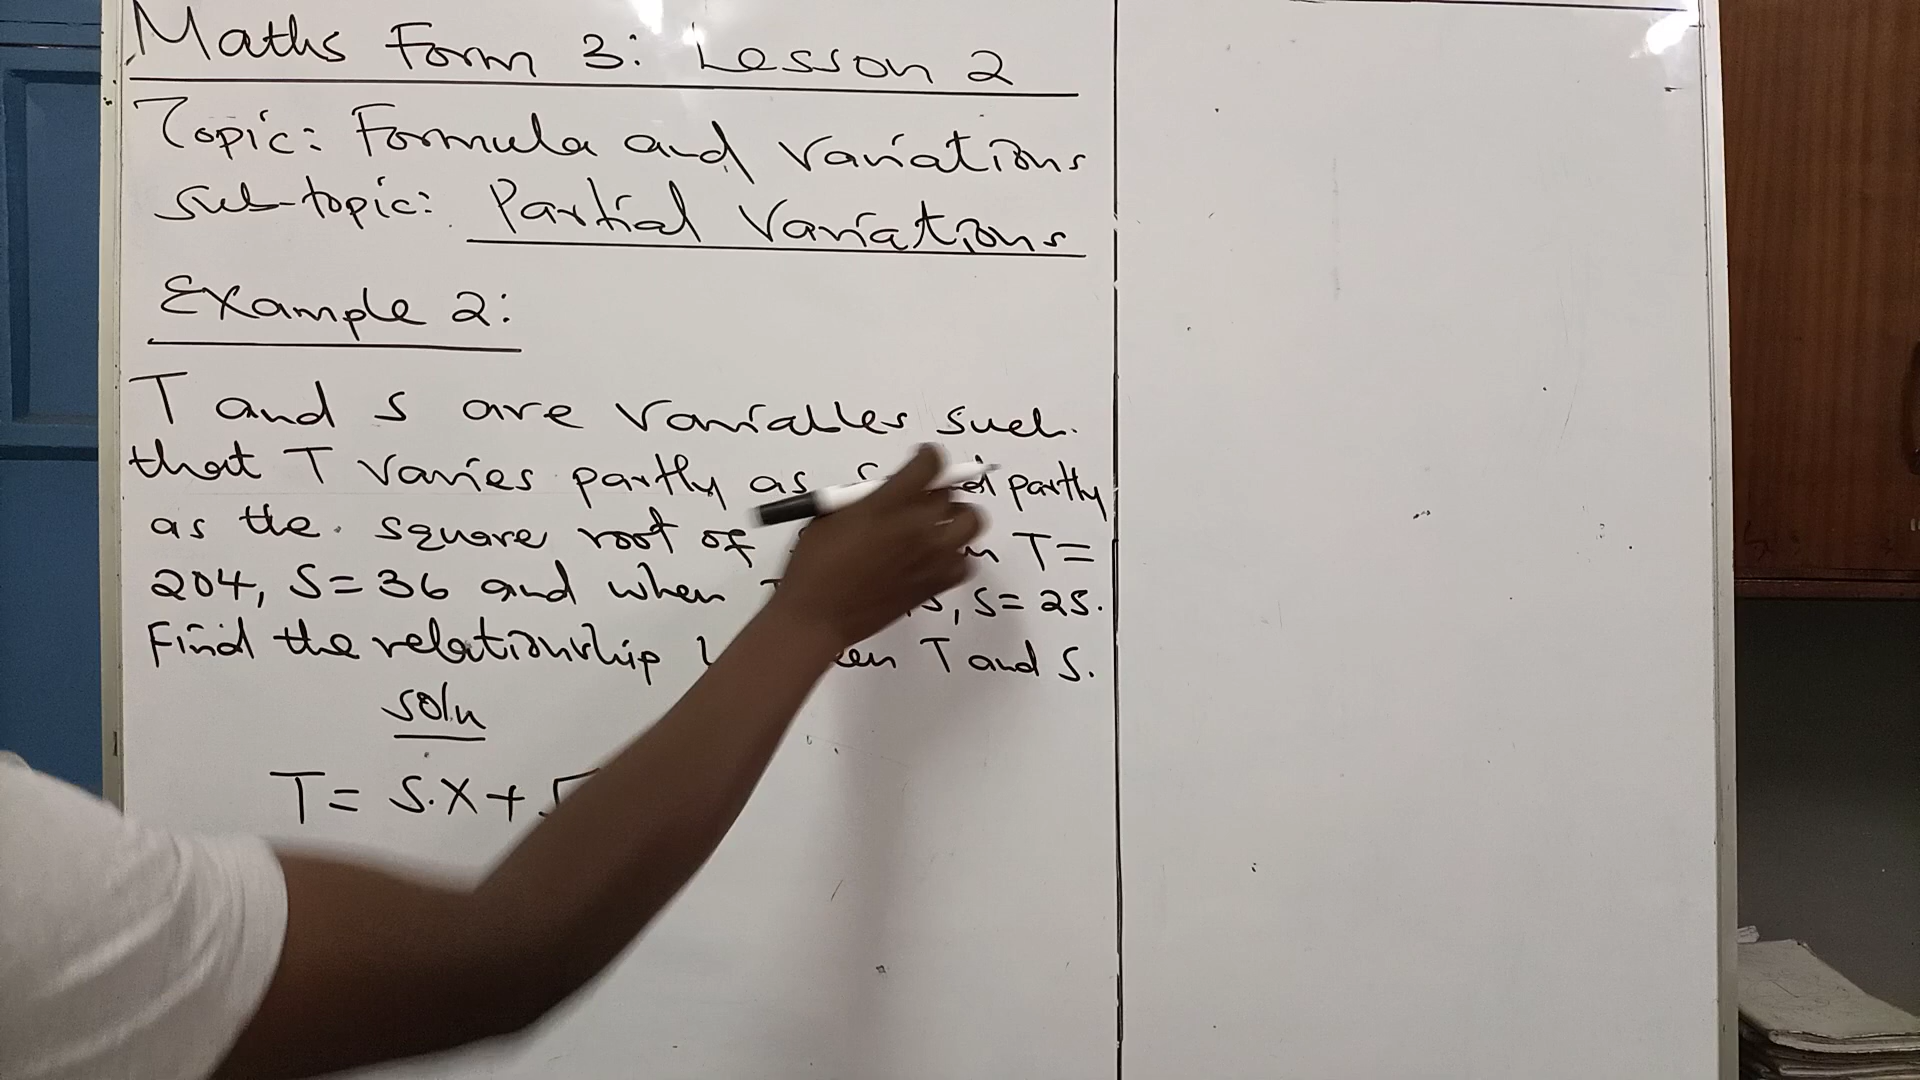 Maths Form 3: Lesson 2
Topic: Formula and Variations
Sub-topic: Partial Variations
Example 2:
T and S are variables such
that T varies partly as partly
as the square root of T=
204, S=36 and when , S=25.
Find the relationship T and S.
soln
T= S.X+